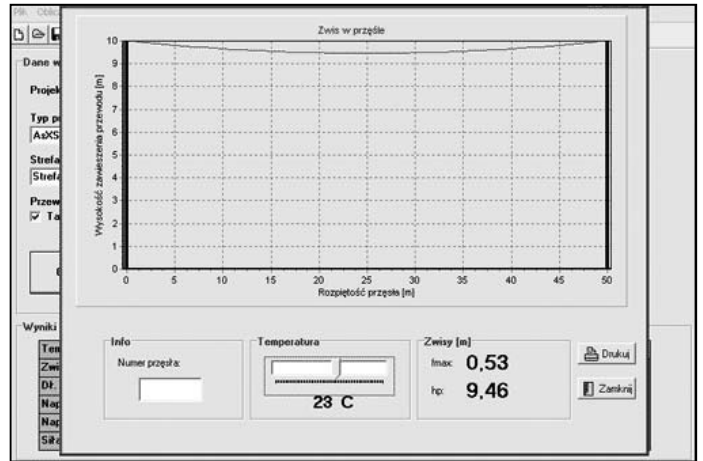 Plik
Zwis w przęśle
10
9
8
7
6
5
4
3
2
1
0
Wysokość zawieszenia przewodu [m]
0 5 10 15 20 25 30 35 40 45 50
Rozpiętość przęsła [m]
Dane w
Projek
Typ p
AsXS
Strefa
Strefa
Przew
Ta
Wyniki
Tem
Zwi
Dł.
Nap
Nap
Siła
Info
Numer przęsła:
Temperatura
23 C
Zwisy [m]
fmax: 0,53
hp: 9,46
Drukuj
Zamknij